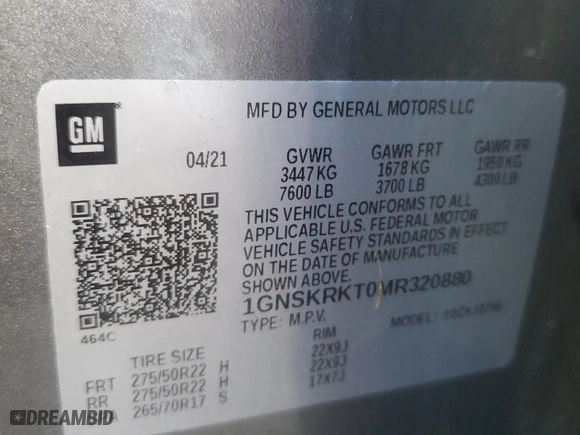 GM
MFD BY GENERAL MOTORS LLC
04/21
GVWR GAWR FRT GAWR RR
3447 KG 1678 KG 1950 KG
7600 LB 3700 LB 4300 LB
THIS VEHICLE CONFORMS TO ALL
APPLICABLE U.S. FEDERAL MOTOR
VEHICLE SAFETY STANDARDS IN EFFECT
ON THE DATE OF MANUFACTURE
SHOWN ABOVE.
1GNSKRKT0MR320880
TYPE: M.P.V. MODEL:
464C
TIRE SIZE RIM
FRT 275/50R22 H 22X9J
RR 275/50R22 H 22X9J
265/70R17 S 17X7J
DREAMBID